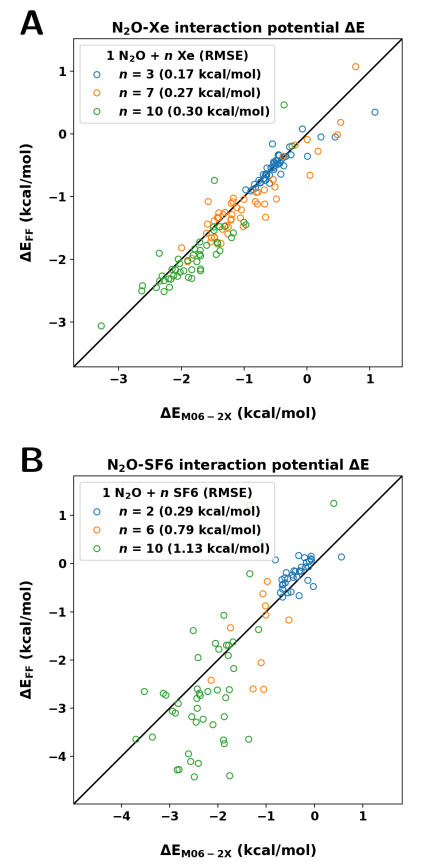 A
N₂O-Xe interaction potential ΔE
1 N₂O + n Xe (RMSE)
n = 3 (0.17 kcal/mol)
n = 7 (0.27 kcal/mol)
n = 10 (0.30 kcal/mol)
1
0
−1
−2
−3
ΔE_FF (kcal/mol)
−3 −2 −1 0 1
ΔE_M06−2X (kcal/mol)
B
N₂O-SF6 interaction potential ΔE
1 N₂O + n SF6 (RMSE)
n = 2 (0.29 kcal/mol)
n = 6 (0.79 kcal/mol)
n = 10 (1.13 kcal/mol)
1
0
−1
−2
−3
−4
ΔE_FF (kcal/mol)
−4 −3 −2 −1 0 1
ΔE_M06−2X (kcal/mol)